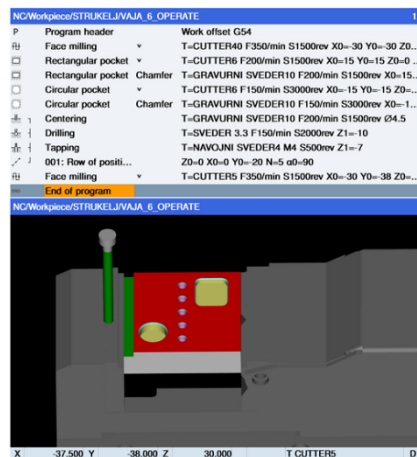 NC/Workpiece/STRUKELJ/VAJA_6_OPERATE 1
P Program header Work offset G54
Face milling ∨ T=CUTTER40 F350/min S1500rev X0=-30 Y0=-30 Z0...
Rectangular pocket ∨ T=CUTTER6 F200/min S1500rev X0=15 Y0=15 Z0=0
Rectangular pocket Chamfer T=GRAVURNI SVEDER10 F200/min S1500rev X0=15...
Circular pocket ∨ T=CUTTER6 F150/min S3000rev X0=-15 Y0=-15 Z0=...
Circular pocket Chamfer T=GRAVURNI SVEDER10 F150/min S3000rev X0=-1...
Centering T=GRAVURNI SVEDER10 F200/min S1500rev Ø4.5
Drilling T=SVEDER 3.3 F150/min S2000rev Z1=-10
Tapping T=NAVOJNI SVEDER4 M4 S500rev Z1=-7
001: Row of positi... Z0=0 X0=0 Y0=-20 N=5 α0=90
Face milling ∨ T=CUTTER5 F350/min S1500rev X0=-30 Y0=-38 Z0=...
End of program
NC/Workpiece/STRUKELJ/VAJA_6_OPERATE
X -37.500 Y -38.000 Z 30.000 T CUTTER5